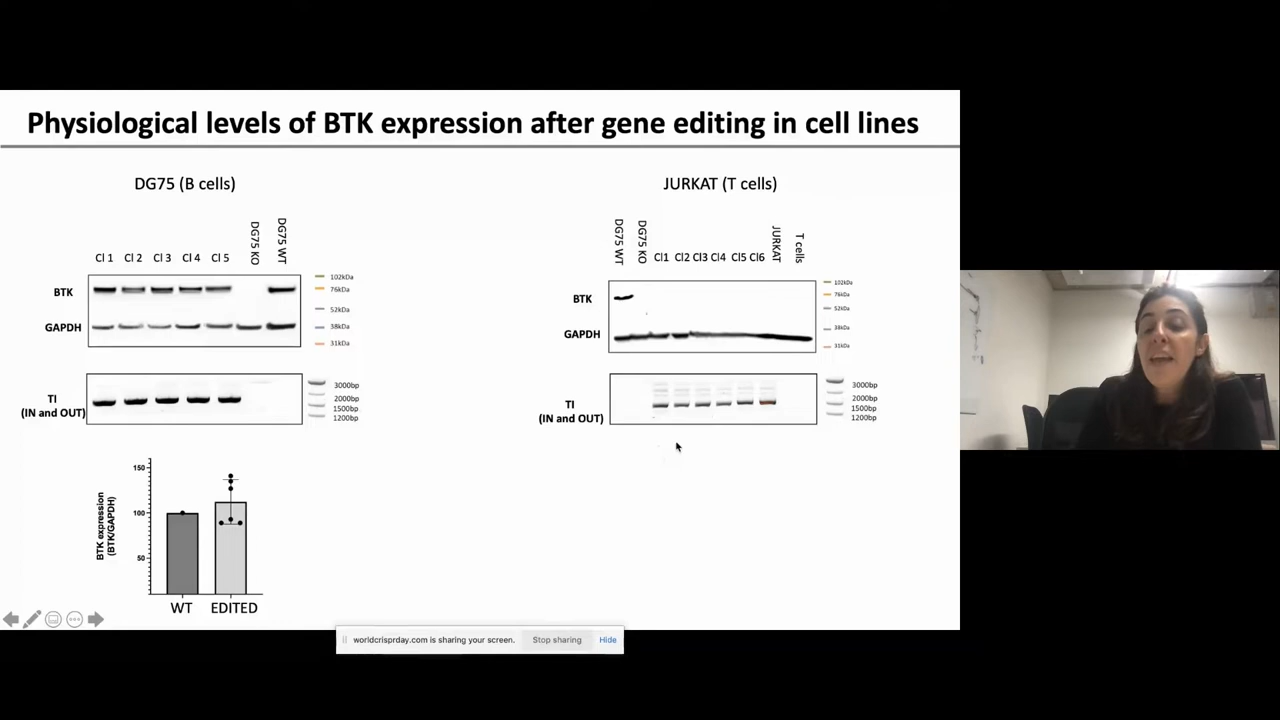 Physiological levels of BTK expression after gene editing in cell lines
DG75 (B cells)
Cl 1 Cl 2 Cl 3 Cl 4 Cl 5 DG75 KO DG75 WT
BTK
GAPDH
102kDa
76kDa
52kDa
38kDa
31kDa
TI
(IN and OUT)
3000bp
2000bp
1500bp
1200bp
BTK expression
(BTK/GAPDH)
150
100
50
WT EDITED
JURKAT (T cells)
DG75 WT DG75 KO Cl1 Cl2 Cl3 Cl4 Cl5 Cl6 JURKAT T cells
BTK
GAPDH
102kDa
76kDa
52kDa
38kDa
31kDa
TI
(IN and OUT)
3000bp
2000bp
1500bp
1200bp
worldcrisprday.com is sharing your screen. Stop sharing Hide